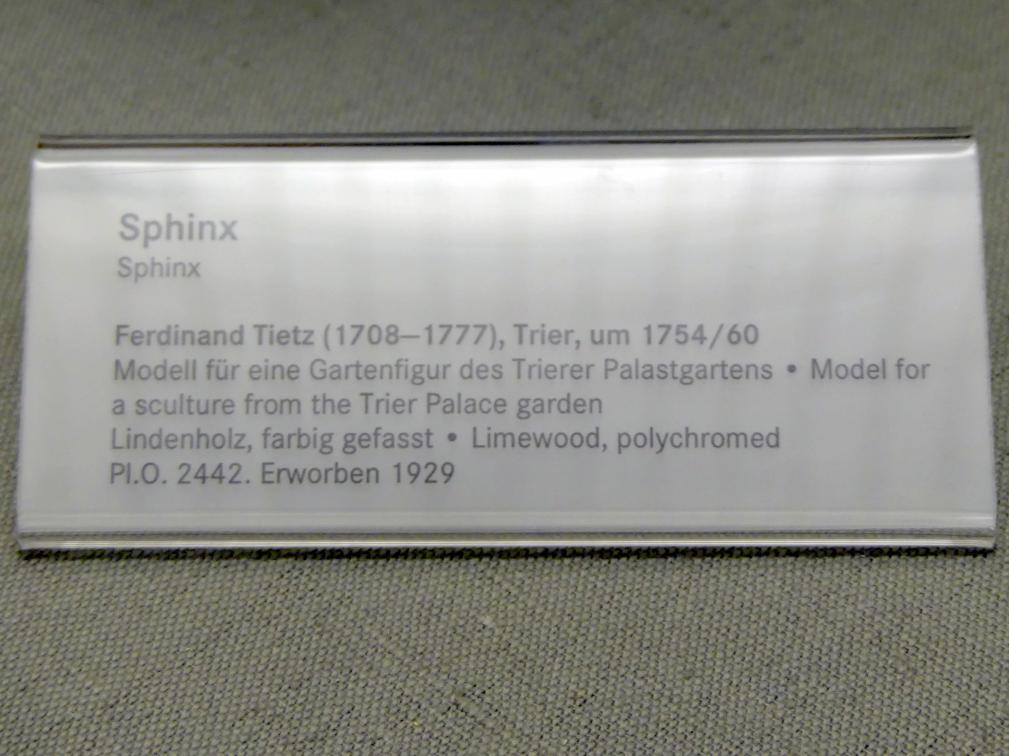 Sphinx
Sphinx
Ferdinand Tietz (1708—1777), Trier, um 1754/60
Modell für eine Gartenfigur des Trierer Palastgartens • Model for
a sculture from the Trier Palace garden
Lindenholz, farbig gefasst • Limewood, polychromed
Pl.O. 2442. Erworben 1929